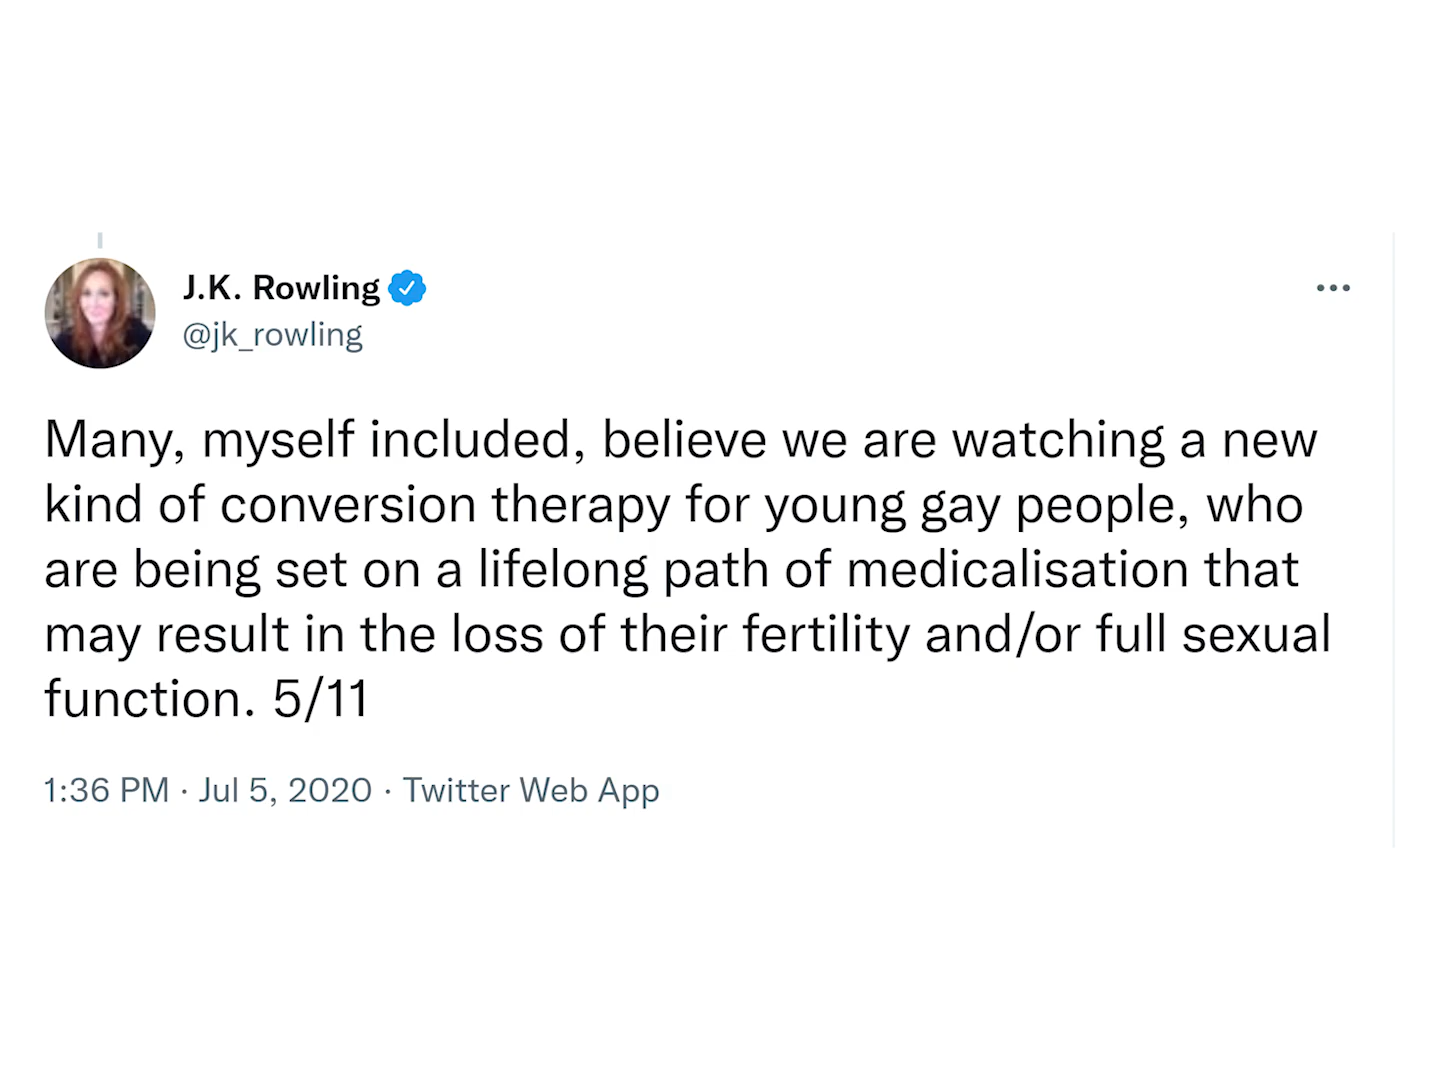 J.K. Rowling
@jk_rowling
Many, myself included, believe we are watching a new
kind of conversion therapy for young gay people, who
are being set on a lifelong path of medicalisation that
may result in the loss of their fertility and/or full sexual
function. 5/11
1:36 PM · Jul 5, 2020 · Twitter Web App